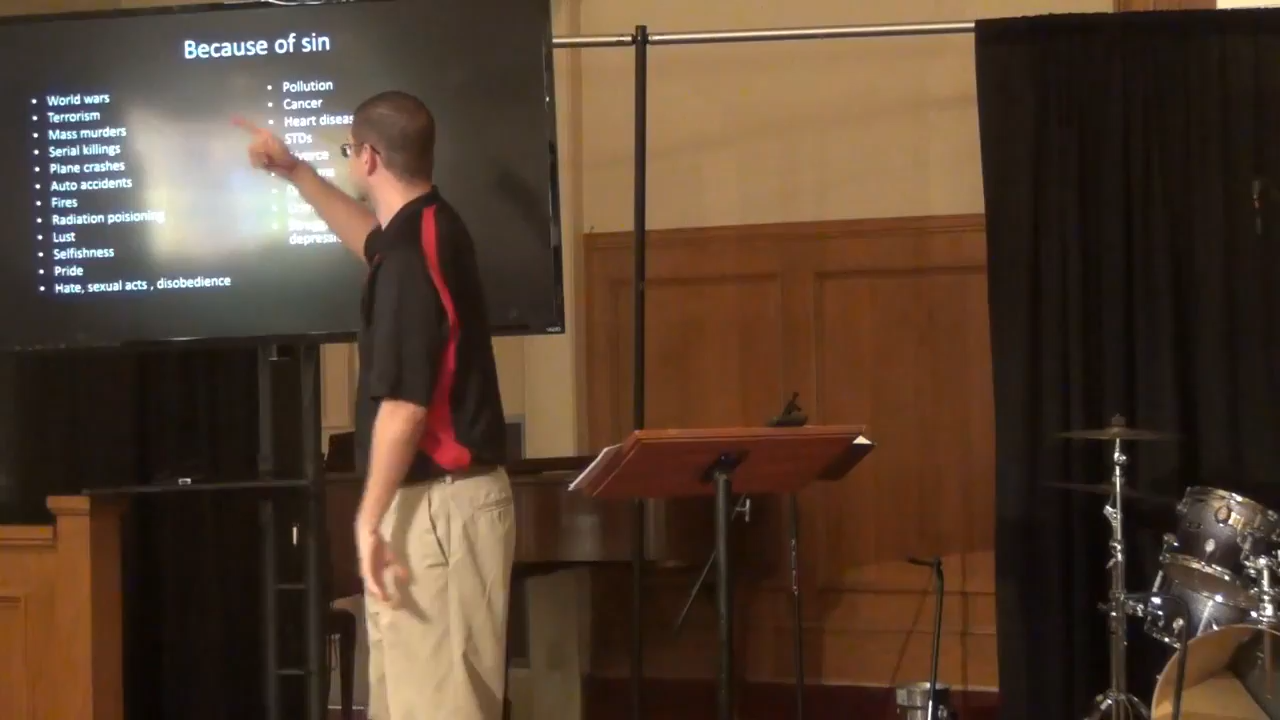 Because of sin
World wars
Terrorism
Mass murders
Serial killings
Plane crashes
Auto accidents
Fires
Radiation poisioning
Lust
Selfishness
Pride
Hate, sexual acts , disobedience
Pollution
Cancer
Heart diseas
STDs